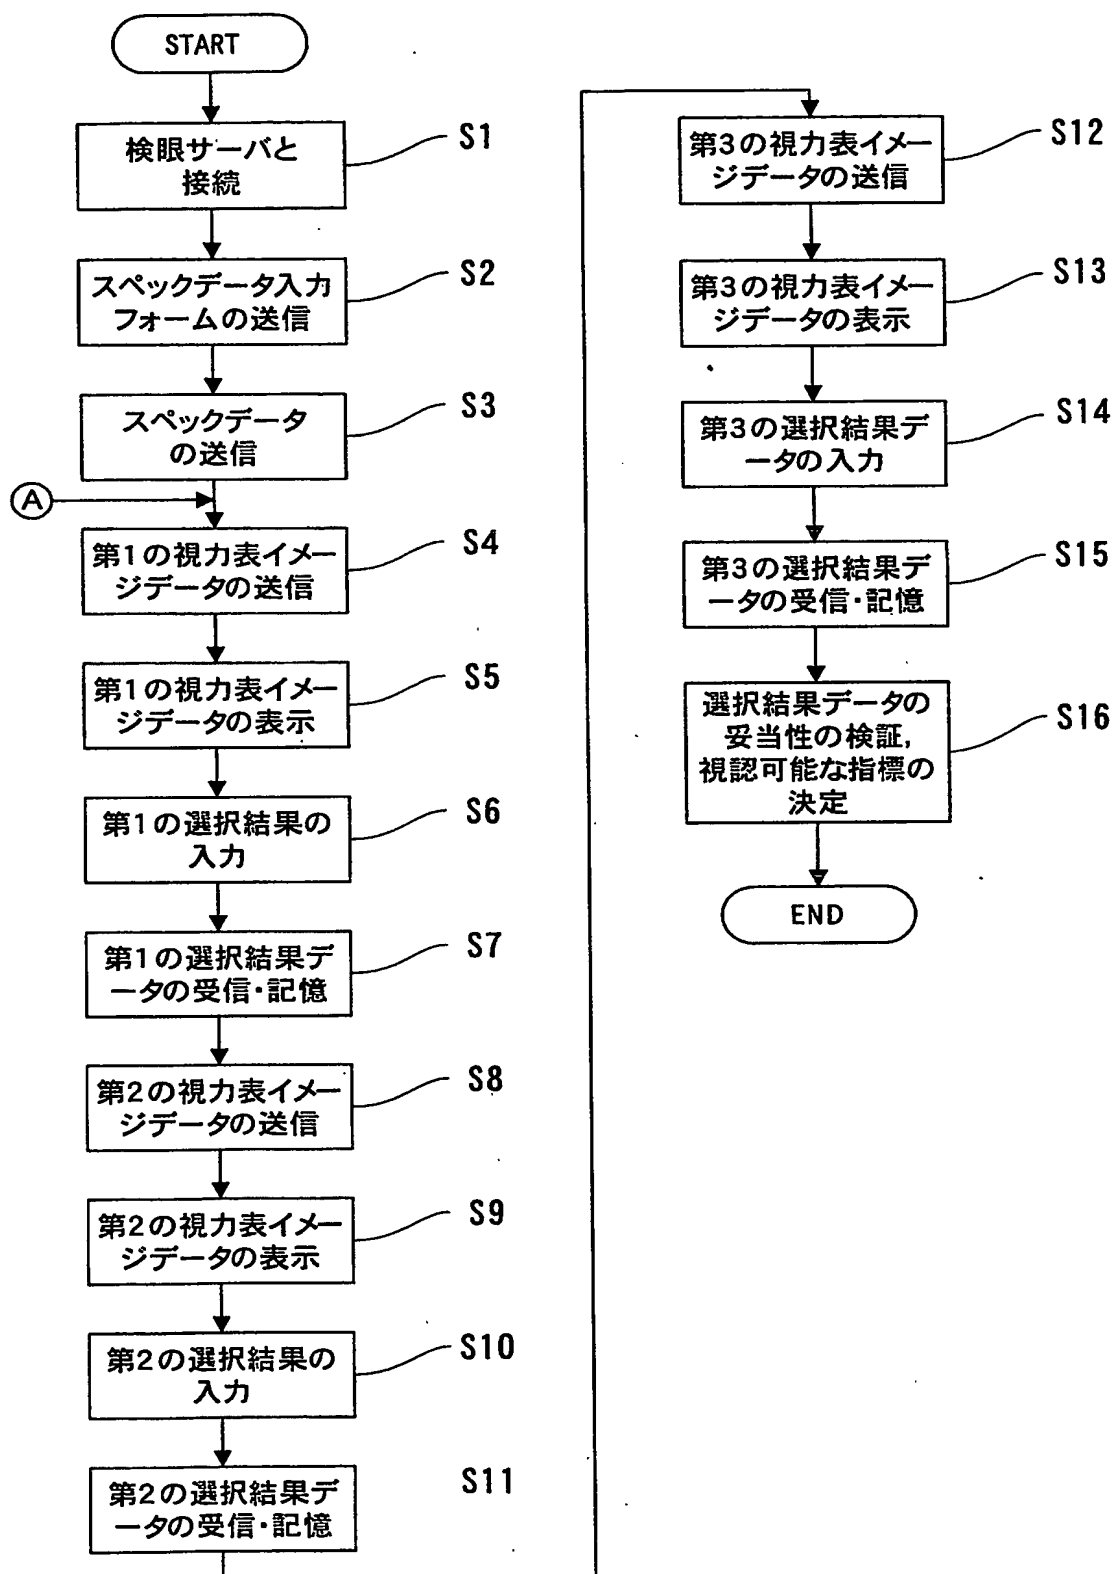 START
検眼サーバと
接続
S1
スペックデータ入力
フォームの送信
S2
スペックデータ
の送信
S3
A
第1の視力表イメー
ジデータの送信
S4
第1の視力表イメー
ジデータの表示
S5
第1の選択結果の
入力
S6
第1の選択結果デ
ータの受信・記憶
S7
第2の視力表イメー
ジデータの送信
S8
第2の視力表イメー
ジデータの表示
S9
第2の選択結果の
入力
S10
第2の選択結果デ
ータの受信・記憶
S11
第3の視力表イメー
ジデータの送信
S12
第3の視力表イメー
ジデータの表示
S13
第3の選択結果デ
ータの入力
S14
第3の選択結果デ
ータの受信・記憶
S15
選択結果データの
妥当性の検証,
視認可能な指標の
決定
S16
END